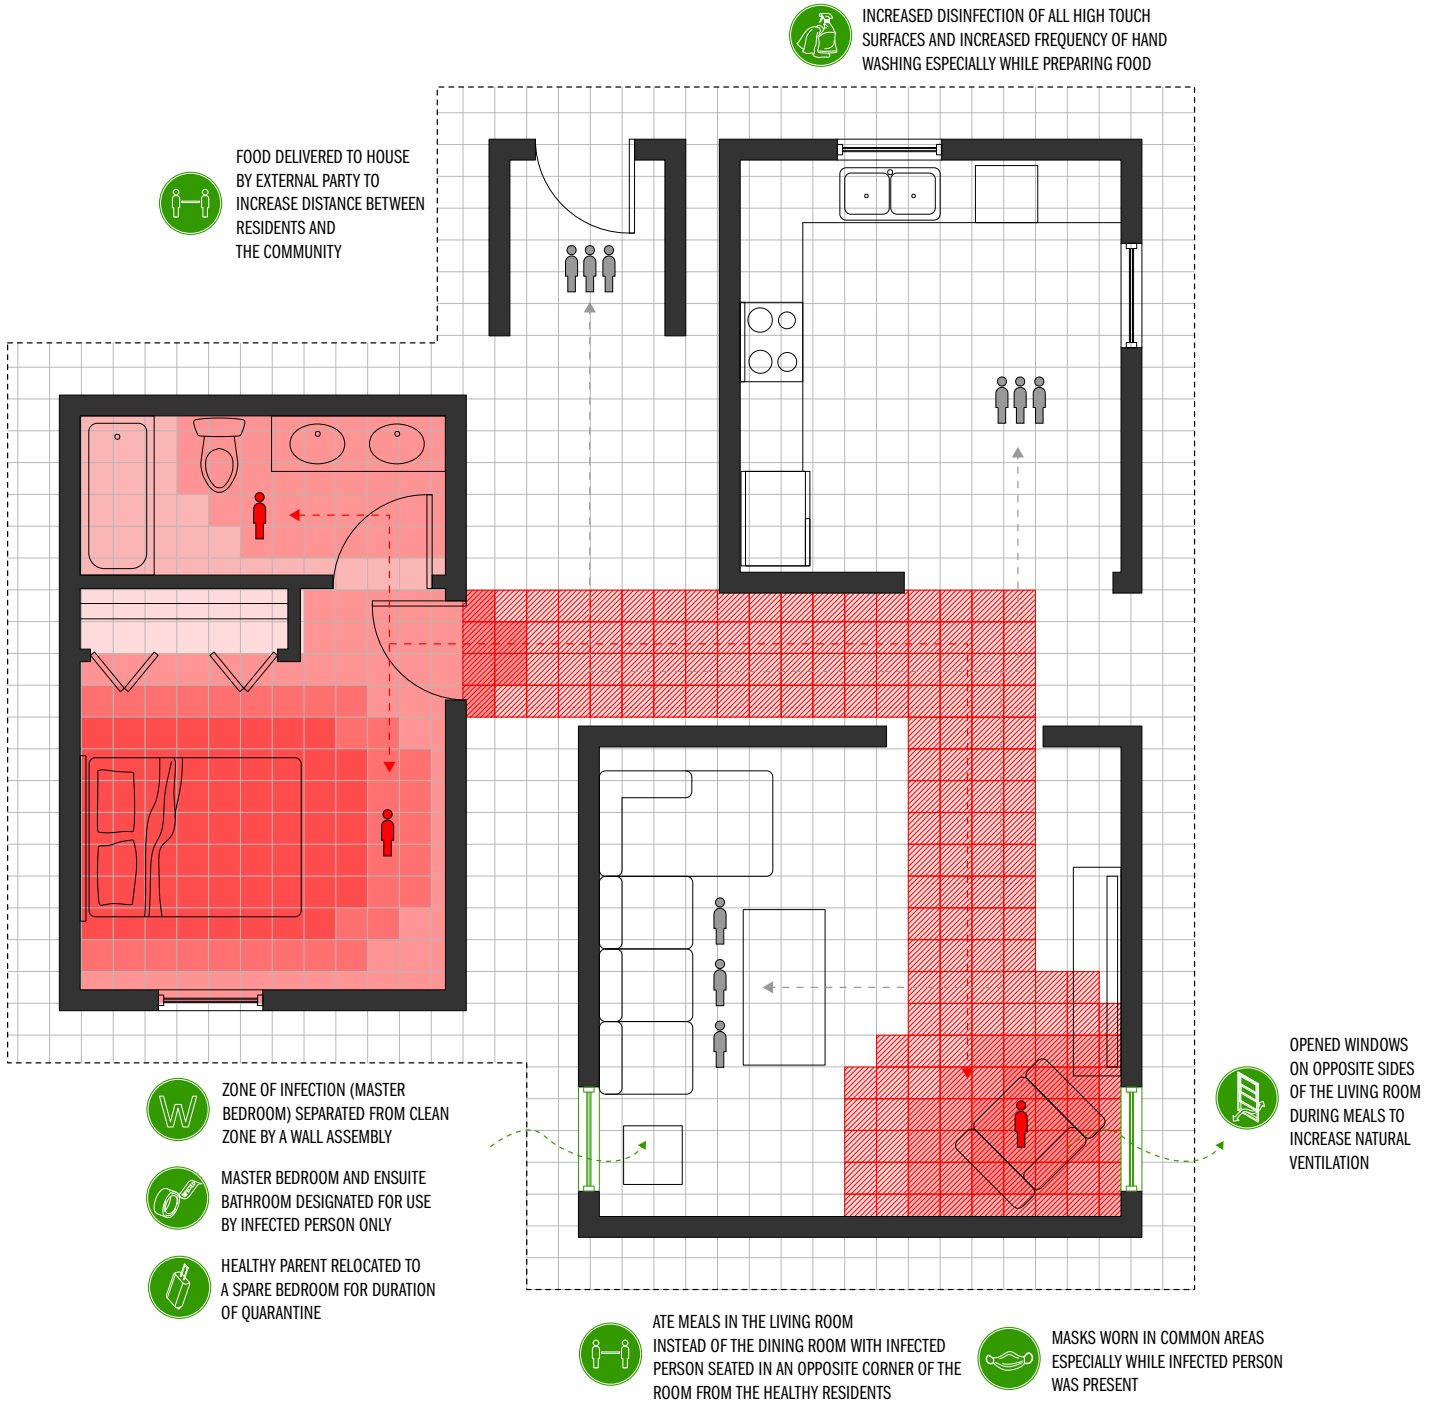 INCREASED DISINFECTION OF ALL HIGH TOUCH
SURFACES AND INCREASED FREQUENCY OF HAND
WASHING ESPECIALLY WHILE PREPARING FOOD
FOOD DELIVERED TO HOUSE
BY EXTERNAL PARTY TO
INCREASE DISTANCE BETWEEN
RESIDENTS AND
THE COMMUNITY
OPENED WINDOWS
ON OPPOSITE SIDES
OF THE LIVING ROOM
DURING MEALS TO
INCREASE NATURAL
VENTILATION
W
ZONE OF INFECTION (MASTER
BEDROOM) SEPARATED FROM CLEAN
ZONE BY A WALL ASSEMBLY
MASTER BEDROOM AND ENSUITE
BATHROOM DESIGNATED FOR USE
BY INFECTED PERSON ONLY
HEALTHY PARENT RELOCATED TO
A SPARE BEDROOM FOR DURATION
OF QUARANTINE
ATE MEALS IN THE LIVING ROOM
INSTEAD OF THE DINING ROOM WITH INFECTED
PERSON SEATED IN AN OPPOSITE CORNER OF THE
ROOM FROM THE HEALTHY RESIDENTS
MASKS WORN IN COMMON AREAS
ESPECIALLY WHILE INFECTED PERSON
WAS PRESENT